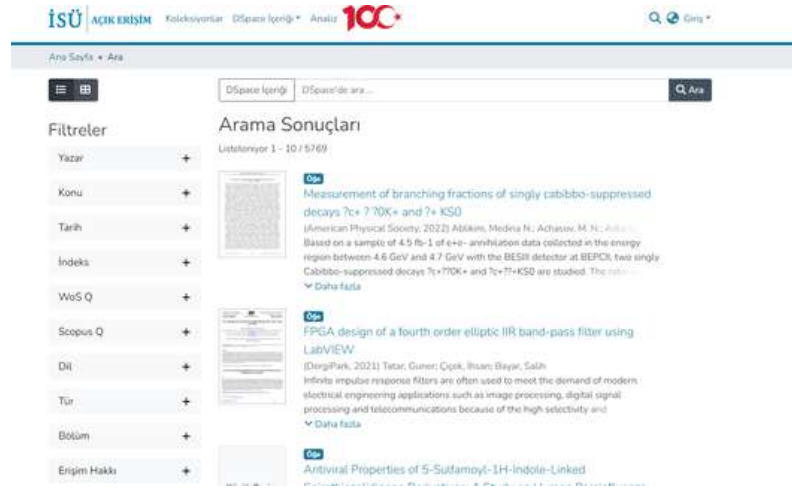 İSÜ AÇIK ERİŞİM Koleksiyonlar DSpace İçeriği Analiz 100 Giriş
Ana Sayfa • Ara
DSpace İçeriği DSpace'de ara ... Ara
Filtreler
Yazar +
Konu +
Tarih +
İndeks +
WoS Q +
Scopus Q +
Dil +
Tür +
Bölüm +
Erişim Hakkı +
Arama Sonuçları
Listeleniyor 1 - 10 / 5769
Öğe
Measurement of branching fractions of singly cabibbo-suppressed
decays ?c+ ? ?0K+ and ?+ KS0
(American Physical Society, 2022) Ablikim, Medina N.; Achasov, M. N.;
Based on a sample of 4.5 fb-1 of e+e- annihilation data collected in the energy
region between 4.6 GeV and 4.7 GeV with the BESIII detector at BEPCII, two singly
Cabibbo-suppressed decays ?c+??0K+ and ?c+??+KS0 are studied. The
Daha fazla
Öğe
FPGA design of a fourth order elliptic IIR band-pass filter using
LabVIEW
(DergiPark, 2021) Tatar, Guner; Çiçek, İhsan; Bayar, Salih
Infinite impulse response filters are often used to meet the demand of modern
electrical engineering applications such as image processing, digital signal
processing and telecommunications because of the high selectivity and
Daha fazla
Öğe
Antiviral Properties of 5-Sulfamoyl-1H-Indole-Linked